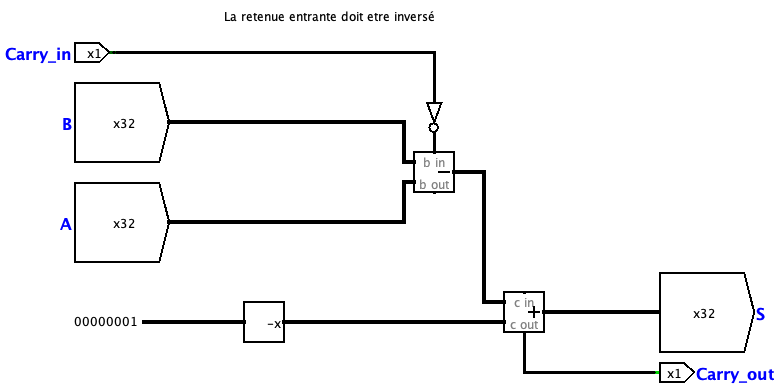 La retenue entrante doit etre inversé
Carry_in x1
B x32
b in
−
b out
A x32
c in
+
c out
x32 S
00000001
-x
x1 Carry_out